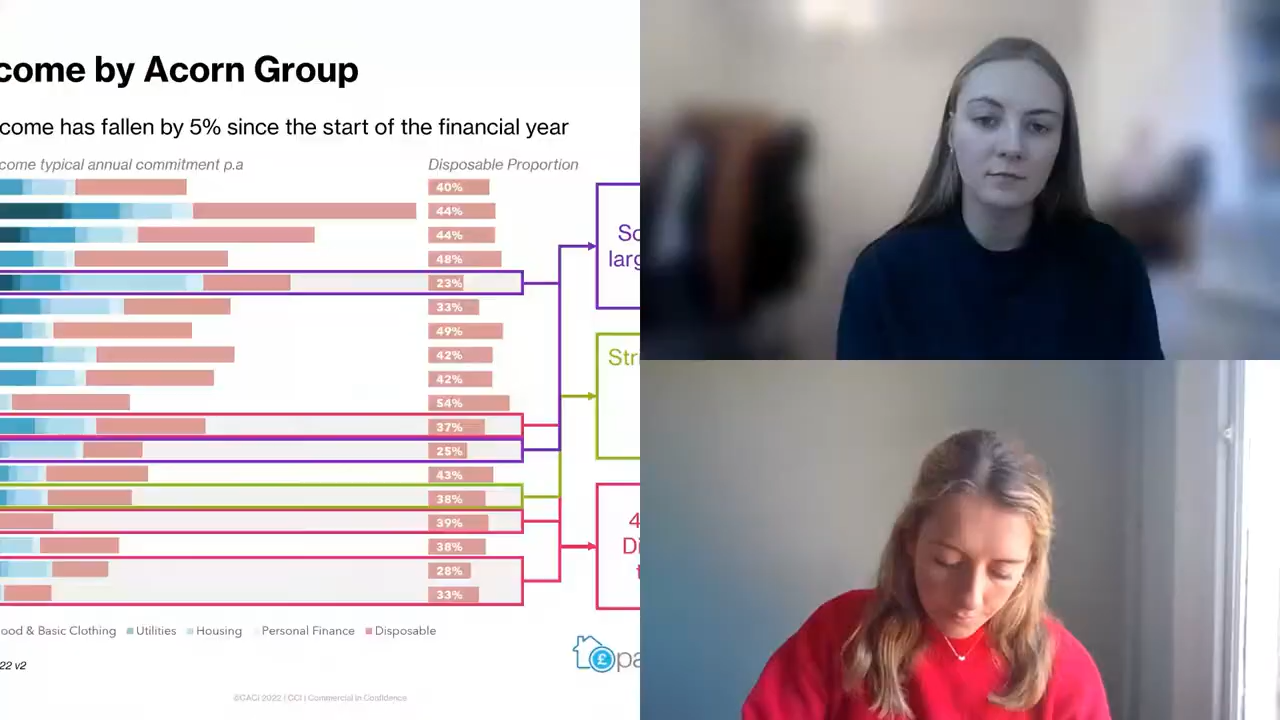 come by Acorn Group
come has fallen by 5% since the start of the financial year
come typical annual commitment p.a
Disposable Proportion
40%
44%
44%
48%
23%
33%
49%
42%
42%
54%
37%
25%
43%
38%
39%
38%
28%
33%
So
larg
Stri
4
Di
ood & Basic Clothing
Utilities
Housing
Personal Finance
Disposable
22 v2
£
pa
©CACI 2022 | CCI | Commercial in Confidence